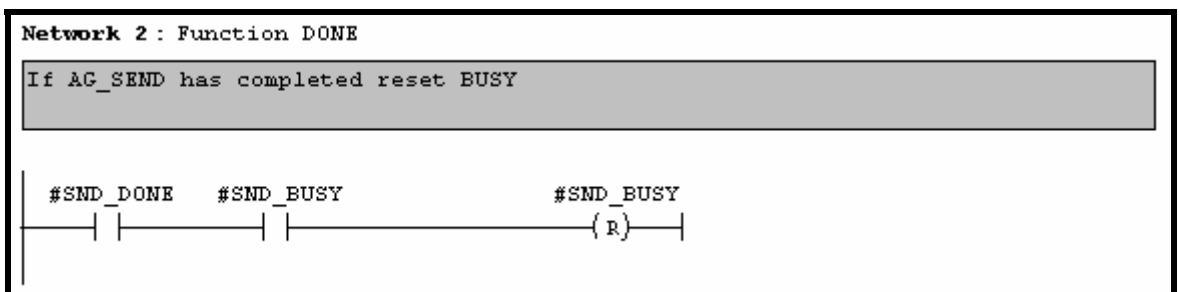 Network 2 : Function DONE
If AG_SEND has completed reset BUSY
#SND_DONE #SND_BUSY #SND_BUSY
R